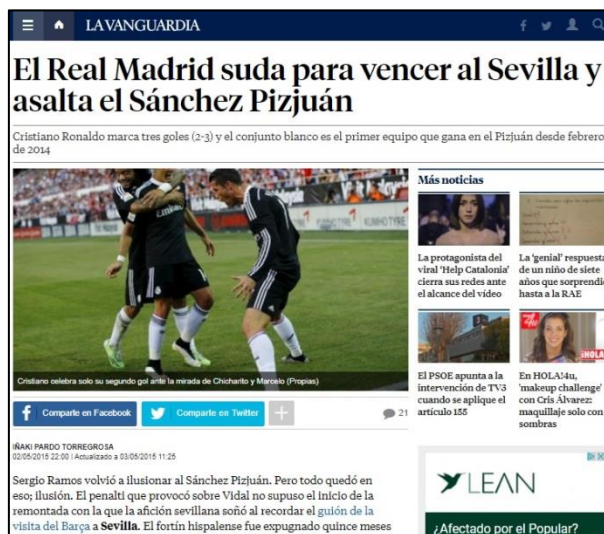 LA VANGUARDIA
El Real Madrid suda para vencer al Sevilla y
asalta el Sánchez Pizjuán
Cristiano Ronaldo marca tres goles (2-3) y el conjunto blanco es el primer equipo que gana en el Pizjuán desde febrero
de 2014
KUMHO TYRE
Cristiano celebra solo su segundo gol ante la mirada de Chicharito y Marcelo (Propias)
Comparte en Facebook
Comparte en Twitter
21
IÑAKI PARDO TORREGROSA
02/05/2015 22:00 | Actualizado a 03/05/2015 11:25
Sergio Ramos volvió a ilusionar al Sánchez Pizjuán. Pero todo quedó en
eso; ilusión. El penalti que provocó sobre Vidal no supuso el inicio de la
remontada con la que la afición sevillana soñó al recordar el guión de la
visita del Barça a Sevilla. El fortín hispalense fue expugnado quince meses
Más noticias
La protagonista del
viral 'Help Catalonia'
cierra sus redes ante
el alcance del vídeo
La 'genial' respuesta
de un niño de siete
años que sorprendió
hasta a la RAE
El PSOE apunta a la
intervención de TV3
cuando se aplique el
artículo 155
¡HOLA!
En HOLA!4u,
'makeup challenge'
con Cris Álvarez:
maquillaje solo con
sombras
LEAN
¿Afectado por el Popular?